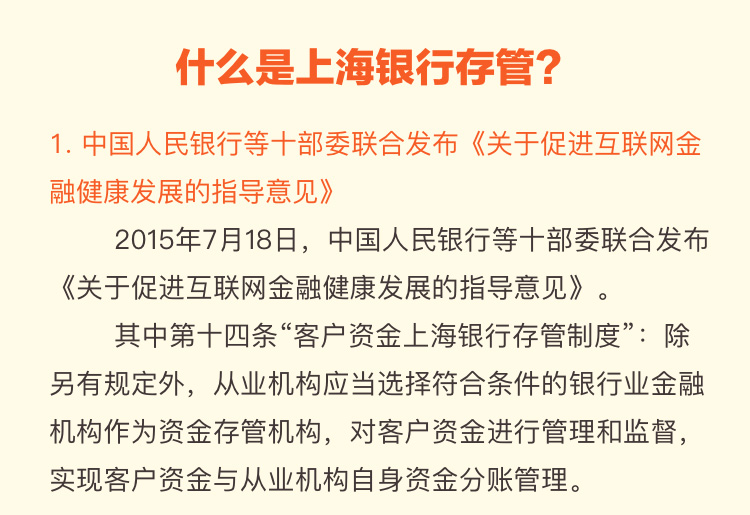 什么是上海银行存管？
1. 中国人民银行等十部委联合发布《关于促进互联网金
融健康发展的指导意见》
2015年7月18日，中国人民银行等十部委联合发布
《关于促进互联网金融健康发展的指导意见》。
其中第十四条“客户资金上海银行存管制度”：除
另有规定外，从业机构应当选择符合条件的银行业金融
机构作为资金存管机构，对客户资金进行管理和监督，
实现客户资金与从业机构自身资金分账管理。